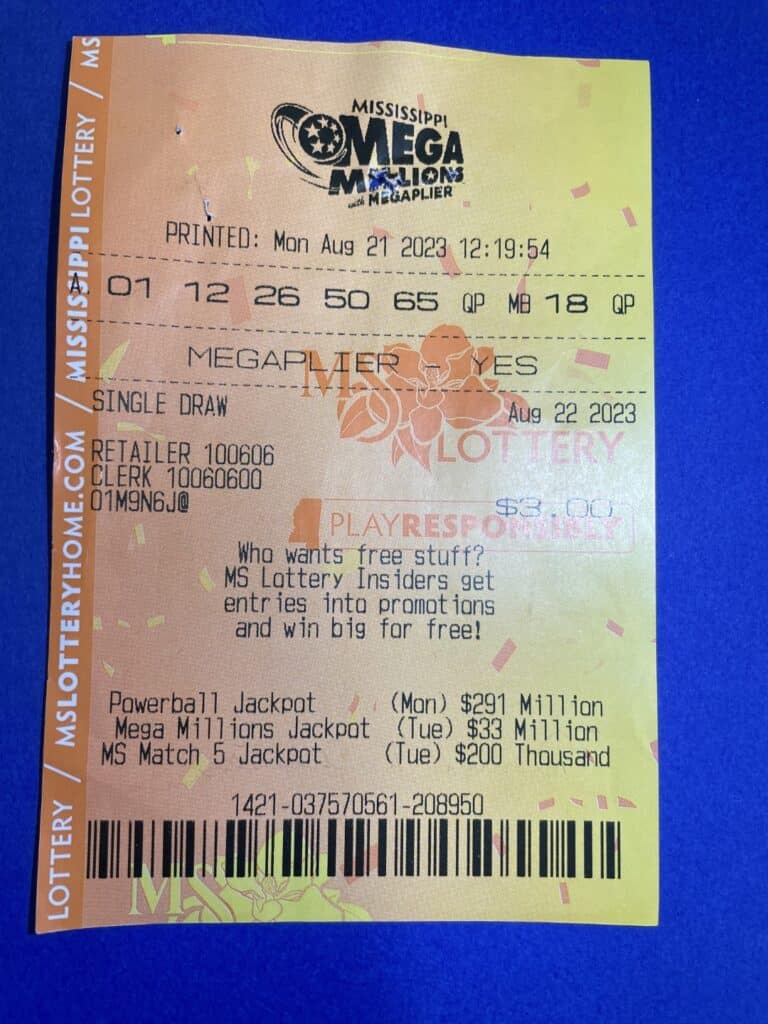 MISSISSIPPI
MEGA
MILLIONS
with MEGAPLIER
PRINTED: Mon Aug 21 2023 12:19:54
A 01 12 26 50 65 QP MB 18 QP
MEGAPLIER - YES
SINGLE DRAW Aug 22 2023
RETAILER 100606
CLERK 10060600
01M9N6J@
$3.00
MS
LOTTERY
PLAY RESPONSIBLY
Who wants free stuff?
MS Lottery Insiders get
entries into promotions
and win big for free!
Powerball Jackpot (Mon) $291 Million
Mega Millions Jackpot (Tue) $33 Million
MS Match 5 Jackpot (Tue) $200 Thousand
1421-037570561-208950
MS
LOTTERY / MSLOTTERYHOME.COM / MISSISSIPPI LOTTERY / MS